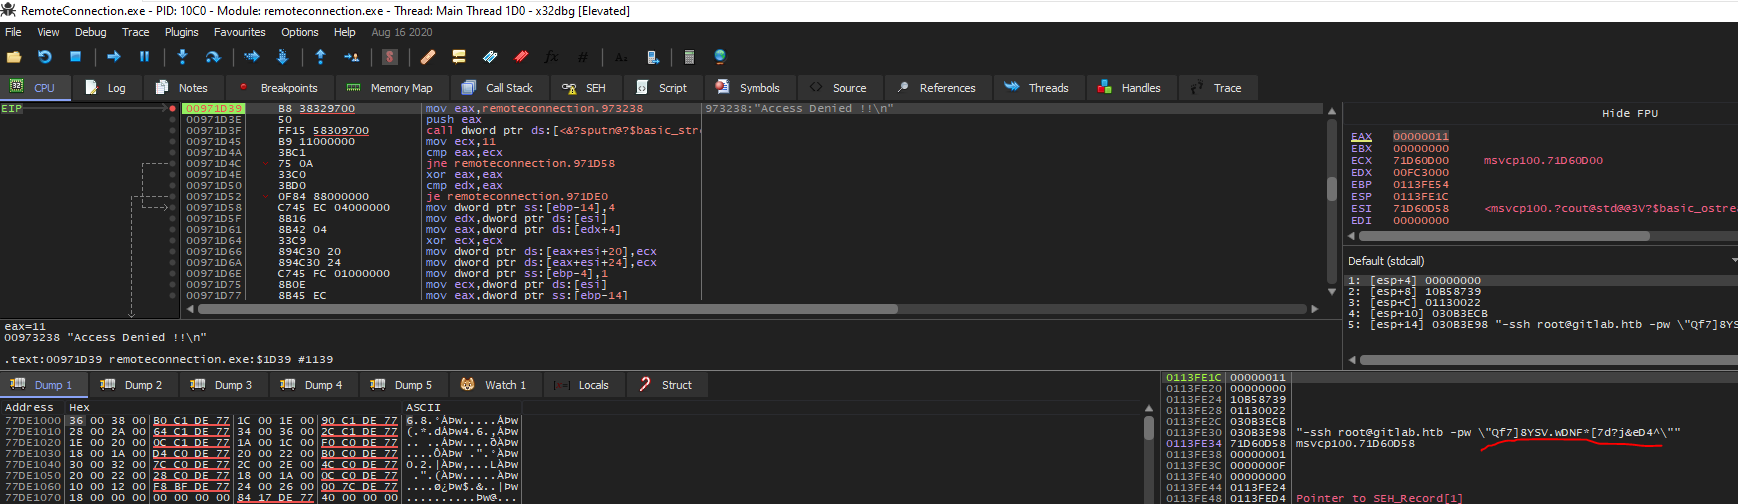 RemoteConnection.exe - PID: 10C0 - Module: remoteconnection.exe - Thread: Main Thread 1D0 - x32dbg [Elevated]
File View Debug Trace Plugins Favourites Options Help Aug 16 2020
CPU Log Notes Breakpoints Memory Map Call Stack SEH Script Symbols Source References Threads Handles Trace
EIP 00971D39 B8 38329700 mov eax,remoteconnection.973238 973238:"Access Denied !!\n"
00971D3E 50 push eax
00971D3F FF15 58309700 call dword ptr ds:[<&?sputn@?$basic_stre
00971D45 B9 11000000 mov ecx,11
00971D4A 3BC1 cmp eax,ecx
00971D4C 75 0A jne remoteconnection.971D58
00971D4E 33C0 xor eax,eax
00971D50 3BD0 cmp edx,eax
00971D52 0F84 88000000 je remoteconnection.971DE0
00971D58 C745 EC 04000000 mov dword ptr ss:[ebp-14],4
00971D5F 8B16 mov edx,dword ptr ds:[esi]
00971D61 8B42 04 mov eax,dword ptr ds:[edx+4]
00971D64 33C9 xor ecx,ecx
00971D66 894C30 20 mov dword ptr ds:[eax+esi+20],ecx
00971D6A 894C30 24 mov dword ptr ds:[eax+esi+24],ecx
00971D6E C745 FC 01000000 mov dword ptr ss:[ebp-4],1
00971D75 8B0E mov ecx,dword ptr ds:[esi]
00971D77 8B45 EC mov eax,dword ptr ss:[ebp-14]
Hide FPU
EAX 00000011
EBX 00000000
ECX 71D60D00 msvcp100.71D60D00
EDX 00FC3000
EBP 0113FE54
ESP 0113FE1C
ESI 71D60D58 <msvcp100.?cout@std@@3V?$basic_ostrea
EDI 00000000
Default (stdcall)
1: [esp+4] 00000000
2: [esp+8] 10B58739
3: [esp+C] 01130022
4: [esp+10] 030B3ECB
5: [esp+14] 030B3E98 "-ssh root@gitlab.htb -pw \"Qf7]8YS
eax=11
00973238 "Access Denied !!\n"
.text:00971D39 remoteconnection.exe:$1D39 #1139
Dump 1 Dump 2 Dump 3 Dump 4 Dump 5 Watch 1 Locals Struct
Address Hex ASCII
77DE1000 36 00 38 00 B0 C1 DE 77 1C 00 1E 00 90 C1 DE 77 6.8.°ÁÞw.....ÁÞw
77DE1010 28 00 2A 00 64 C1 DE 77 34 00 36 00 2C C1 DE 77 (.*.dÁÞw4.6.,ÁÞw
77DE1020 1E 00 20 00 0C C1 DE 77 1A 00 1C 00 F0 C0 DE 77
77DE1030 18 00 1A 00 D4 C0 DE 77 20 00 22 00 B0 C0 DE 77
77DE1040 30 00 32 00 7C C0 DE 77 2C 00 2E 00 4C C0 DE 77 0.2.|ÀÞw,...LÀÞw
77DE1050 20 00 22 00 28 C0 DE 77 18 00 1A 00 0C C0 DE 77
77DE1060 10 00 12 00 F8 BF DE 77 24 00 26 00 00 7C DE 77
77DE1070 18 00 00 00 00 00 00 00 84 17 DE 77 40 00 00 00
0113FE1C 00000011
0113FE20 00000000
0113FE24 10B58739
0113FE28 01130022
0113FE2C 030B3ECB
0113FE30 030B3E98 "-ssh root@gitlab.htb -pw \"Qf7]8YSV.wDNF*[7d?j&eD4^\""
0113FE34 71D60D58 msvcp100.71D60D58
0113FE38 00000001
0113FE3C 0000000F
0113FE40 00000000
0113FE44 0113FE24
0113FE48 0113FED4 Pointer to SEH_Record[1]